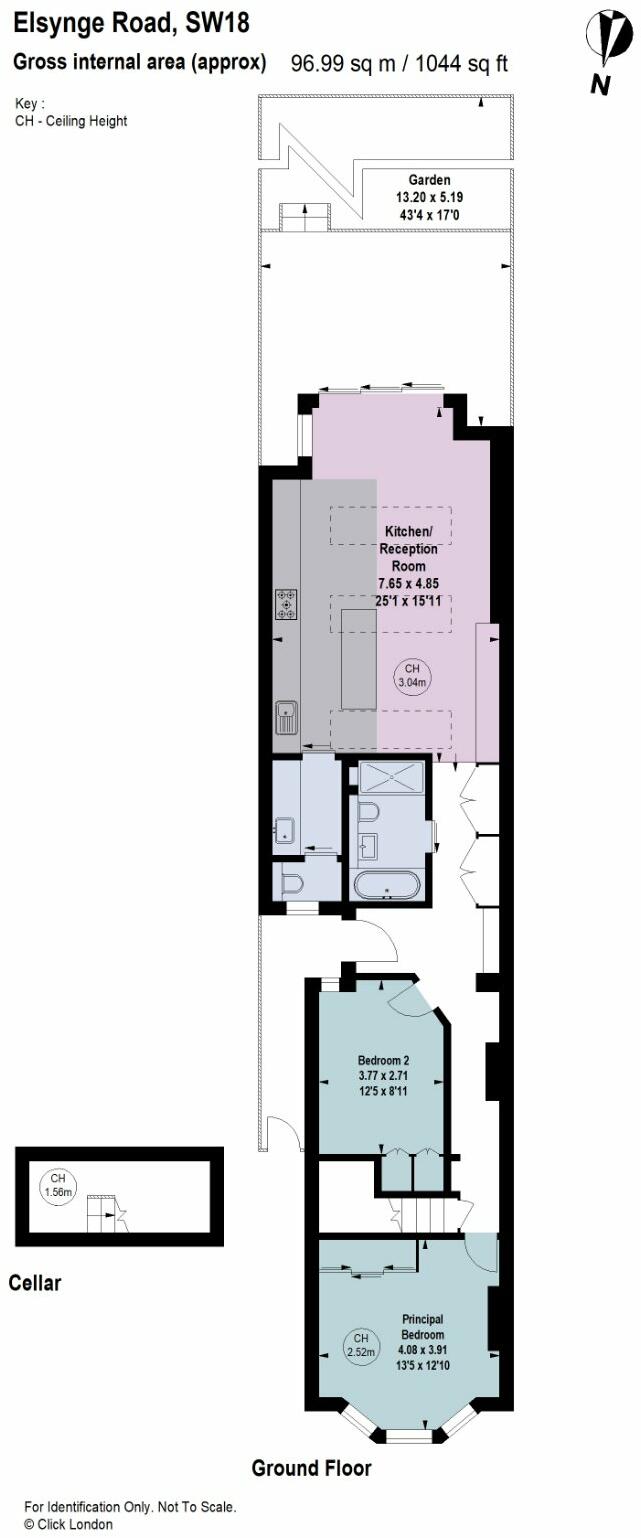 Elsynge Road, SW18
Gross internal area (approx) 96.99 sq m / 1044 sq ft
N
Key :
CH - Ceiling Height
Garden
13.20 x 5.19
43'4 x 17'0
Kitchen/
Reception
Room
7.65 x 4.85
25'1 x 15'11
CH
3.04m
Bedroom 2
3.77 x 2.71
12'5 x 8'11
CH
1.56m
Cellar
Principal
Bedroom
4.08 x 3.91
13'5 x 12'10
CH
2.52m
Ground Floor
For Identification Only. Not To Scale.
© Click London